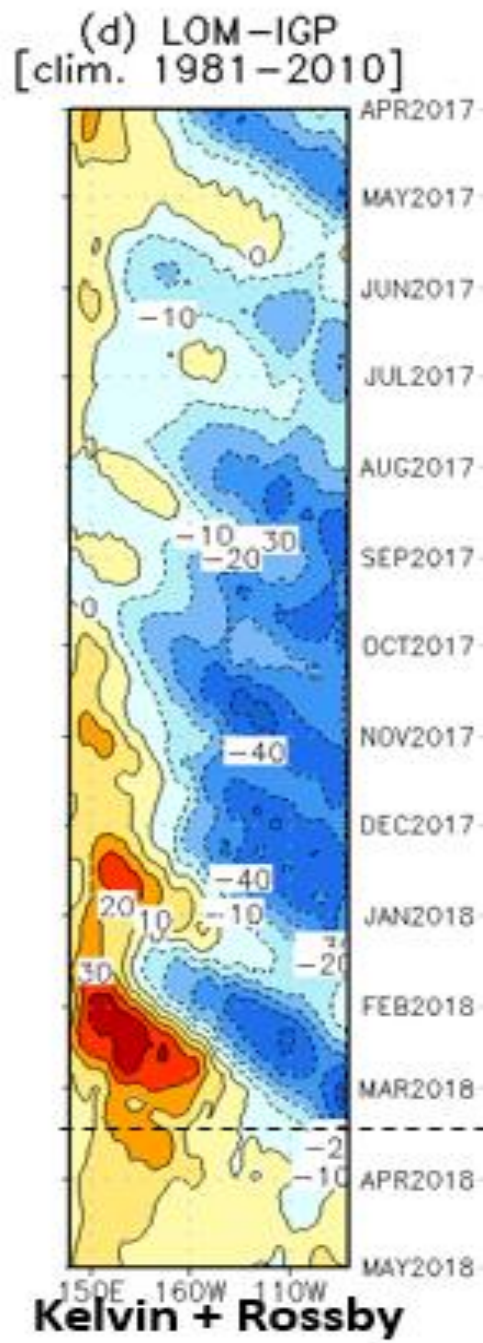 (d) LOM-IGP
[clim. 1981-2010]
APR2017
MAY2017
0
JUN2017
-10
JUL2017
AUG2017
-10
30
-20
SEP2017
0
OCT2017
NOV2017
-40
DEC2017
-40
20
10
-10
JAN2018
-20
30
FEB2018
MAR2018
-2
-10
APR2018
MAY2018
150E 160W 110W
Kelvin + Rossby